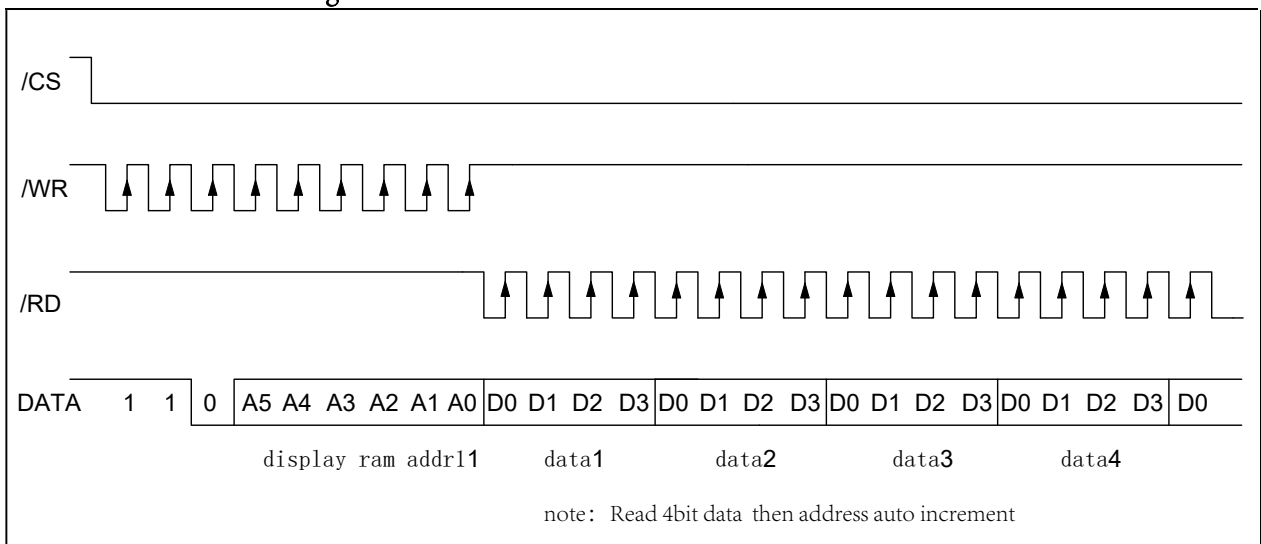 /CS
/WR
/RD
DATA 1 1 0 A5 A4 A3 A2 A1 A0 D0 D1 D2 D3 D0 D1 D2 D3 D0 D1 D2 D3 D0 D1 D2 D3 D0
display ram addrl1 data1 data2 data3 data4
note: Read 4bit data then address auto increment